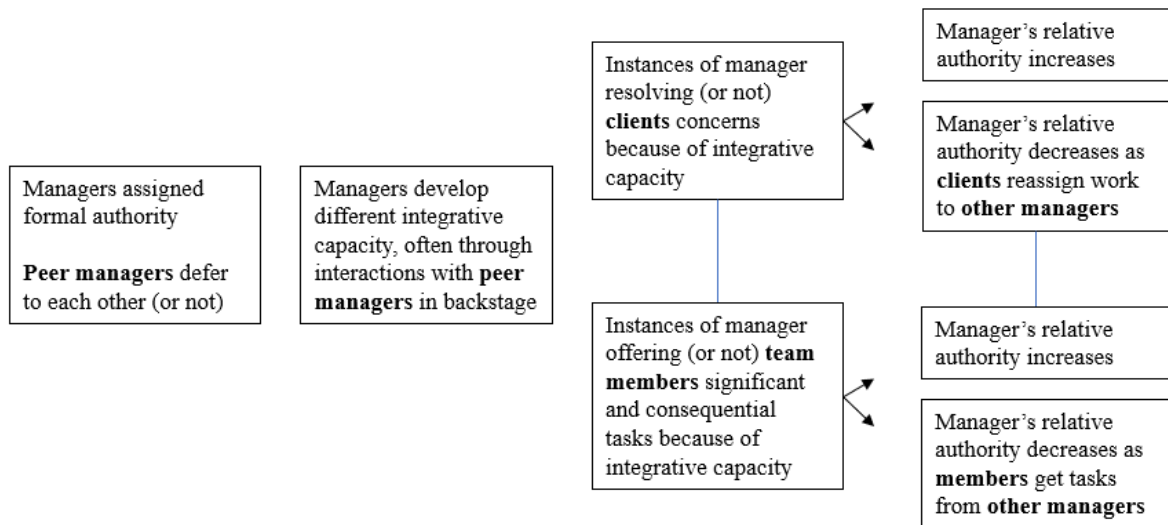 Managers assigned
formal authority
Peer managers defer
to each other (or not)
Managers develop
different integrative
capacity, often through
interactions with peer
managers in backstage
Instances of manager
resolving (or not)
clients concerns
because of integrative
capacity
Instances of manager
offering (or not) team
members significant
and consequential
tasks because of
integrative capacity
Manager’s relative
authority increases
Manager’s relative
authority decreases as
clients reassign work
to other managers
Manager’s relative
authority increases
Manager’s relative
authority decreases as
members get tasks
from other managers